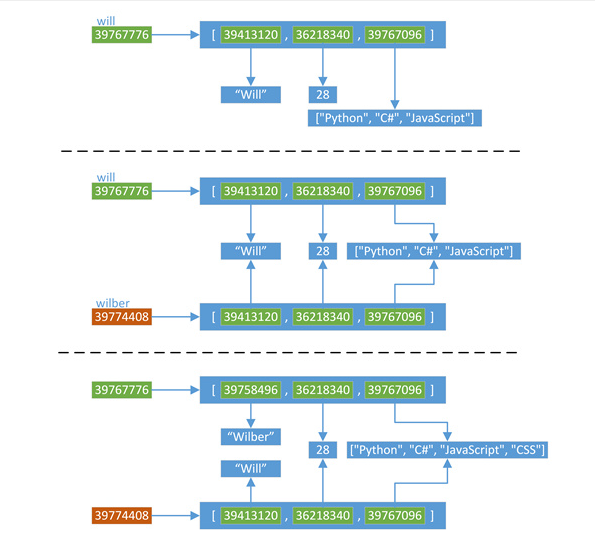 will
39767776 [ 39413120 , 36218340 , 39767096 ]
“Will” 28
["Python", "C#", "JavaScript"]
will
39767776 [ 39413120 , 36218340 , 39767096 ]
“Will” 28 ["Python", "C#", "JavaScript"]
wilber
39774408 [ 39413120 , 36218340 , 39767096 ]
39767776 [ 39758496 , 36218340 , 39767096 ]
“Wilber”
28 ["Python", "C#", "JavaScript", "CSS"]
“Will”
39774408 [ 39413120 , 36218340 , 39767096 ]